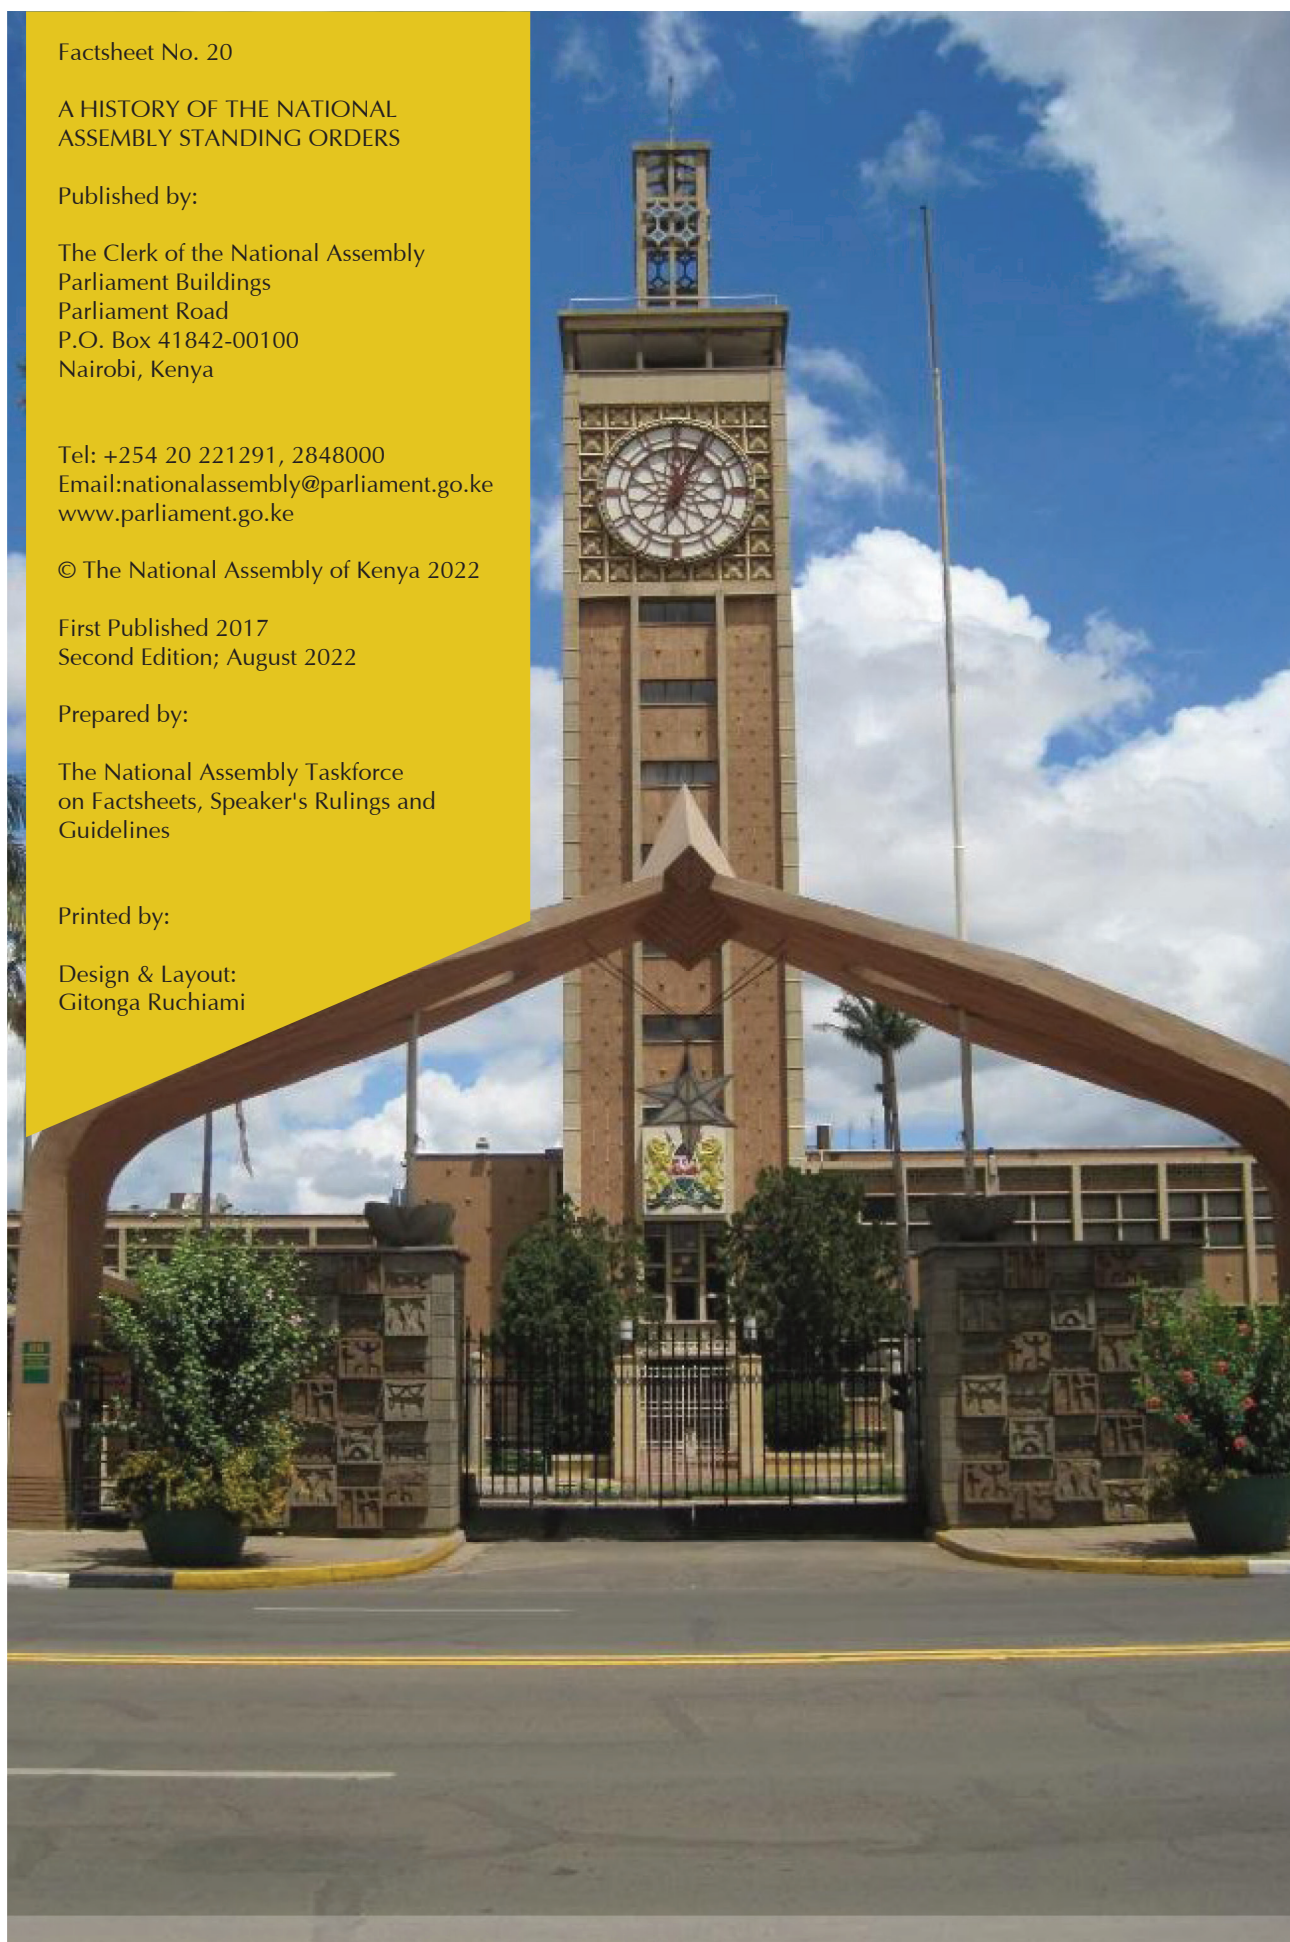 Factsheet No. 20
A HISTORY OF THE NATIONAL
ASSEMBLY STANDING ORDERS
Published by:
The Clerk of the National Assembly
Parliament Buildings
Parliament Road
P.O. Box 41842-00100
Nairobi, Kenya
Tel: +254 20 221291, 2848000
Email:nationalassembly@parliament.go.ke
www.parliament.go.ke
© The National Assembly of Kenya 2022
First Published 2017
Second Edition; August 2022
Prepared by:
The National Assembly Taskforce
on Factsheets, Speaker's Rulings and
Guidelines
Printed by:
Design & Layout:
Gitonga Ruchiami